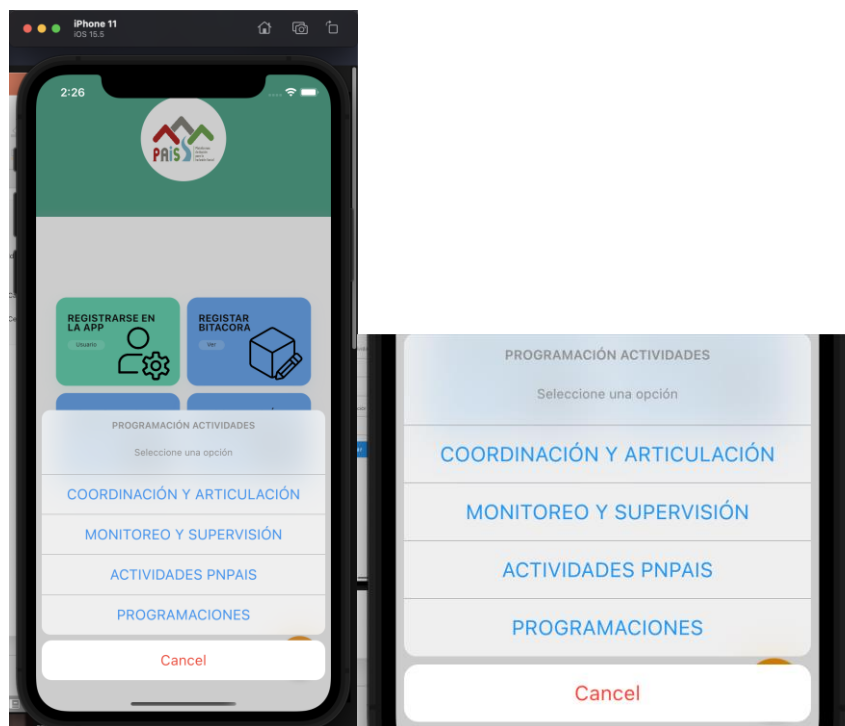 iPhone 11
iOS 15.5
2:26
PAiS
REGISTRARSE EN
LA APP
Usuario
REGISTAR
BITACORA
Ver
PROGRAMACIÓN ACTIVIDADES
Seleccione una opción
COORDINACIÓN Y ARTICULACIÓN
MONITOREO Y SUPERVISIÓN
ACTIVIDADES PNPAIS
PROGRAMACIONES
Cancel
PROGRAMACIÓN ACTIVIDADES
Seleccione una opción
COORDINACIÓN Y ARTICULACIÓN
MONITOREO Y SUPERVISIÓN
ACTIVIDADES PNPAIS
PROGRAMACIONES
Cancel